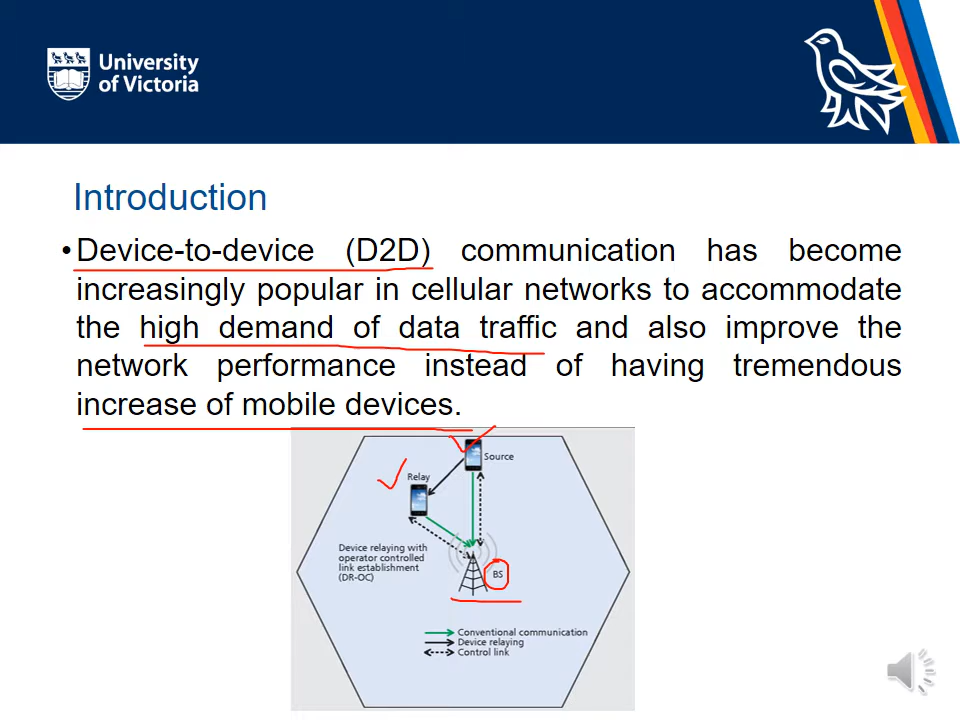 University
of Victoria
Introduction
•Device-to-device (D2D) communication has become
increasingly popular in cellular networks to accommodate
the high demand of data traffic and also improve the
network performance instead of having tremendous
increase of mobile devices.
Source
Relay
Device relaying with
operator controlled
link establishment
(DR-OC)
BS
Conventional communication
Device relaying
Control link